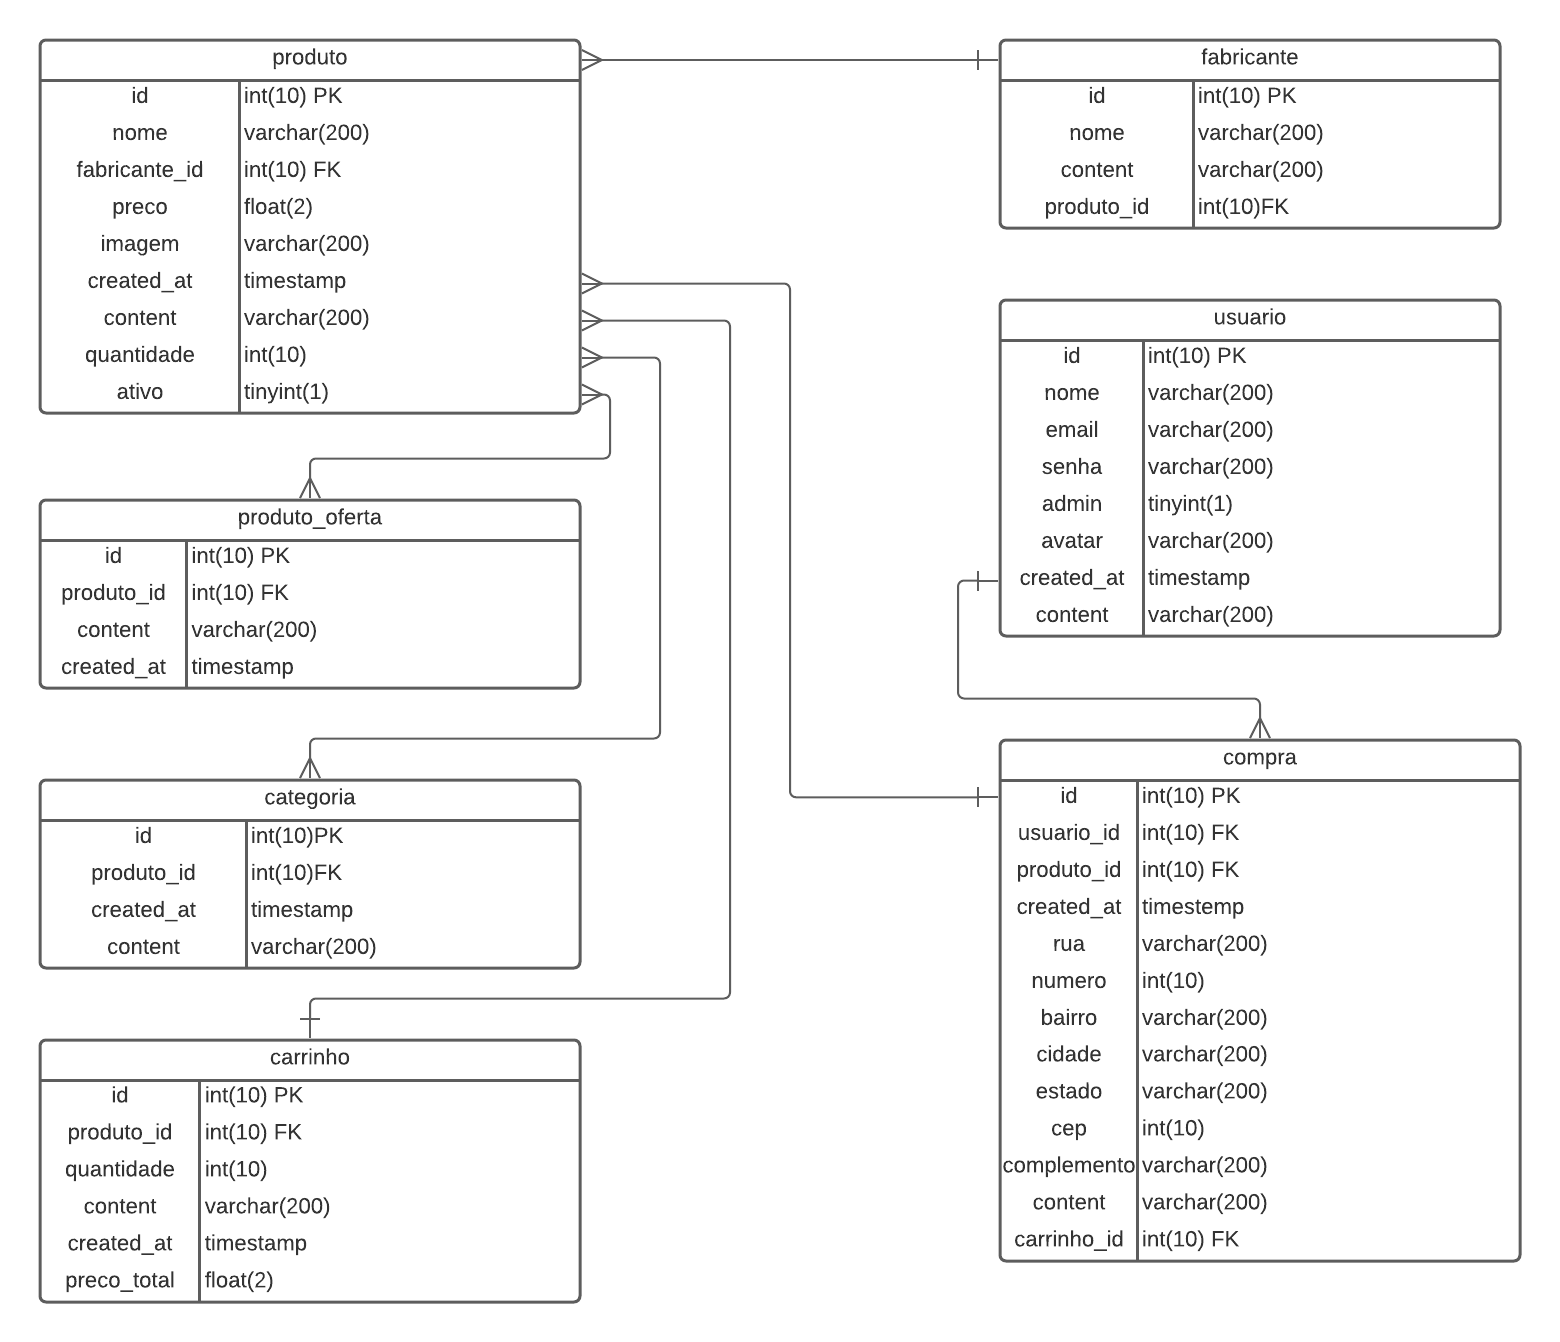 produto
id int(10) PK
nome varchar(200)
fabricante_id int(10) FK
preco float(2)
imagem varchar(200)
created_at timestamp
content varchar(200)
quantidade int(10)
ativo tinyint(1)
fabricante
id int(10) PK
nome varchar(200)
content varchar(200)
produto_id int(10)FK
usuario
id int(10) PK
nome varchar(200)
email varchar(200)
senha varchar(200)
admin tinyint(1)
avatar varchar(200)
created_at timestamp
content varchar(200)
produto_oferta
id int(10) PK
produto_id int(10) FK
content varchar(200)
created_at timestamp
categoria
id int(10)PK
produto_id int(10)FK
created_at timestamp
content varchar(200)
carrinho
id int(10) PK
produto_id int(10) FK
quantidade int(10)
content varchar(200)
created_at timestamp
preco_total float(2)
compra
id int(10) PK
usuario_id int(10) FK
produto_id int(10) FK
created_at timestemp
rua varchar(200)
numero int(10)
bairro varchar(200)
cidade varchar(200)
estado varchar(200)
cep int(10)
complemento varchar(200)
content varchar(200)
carrinho_id int(10) FK